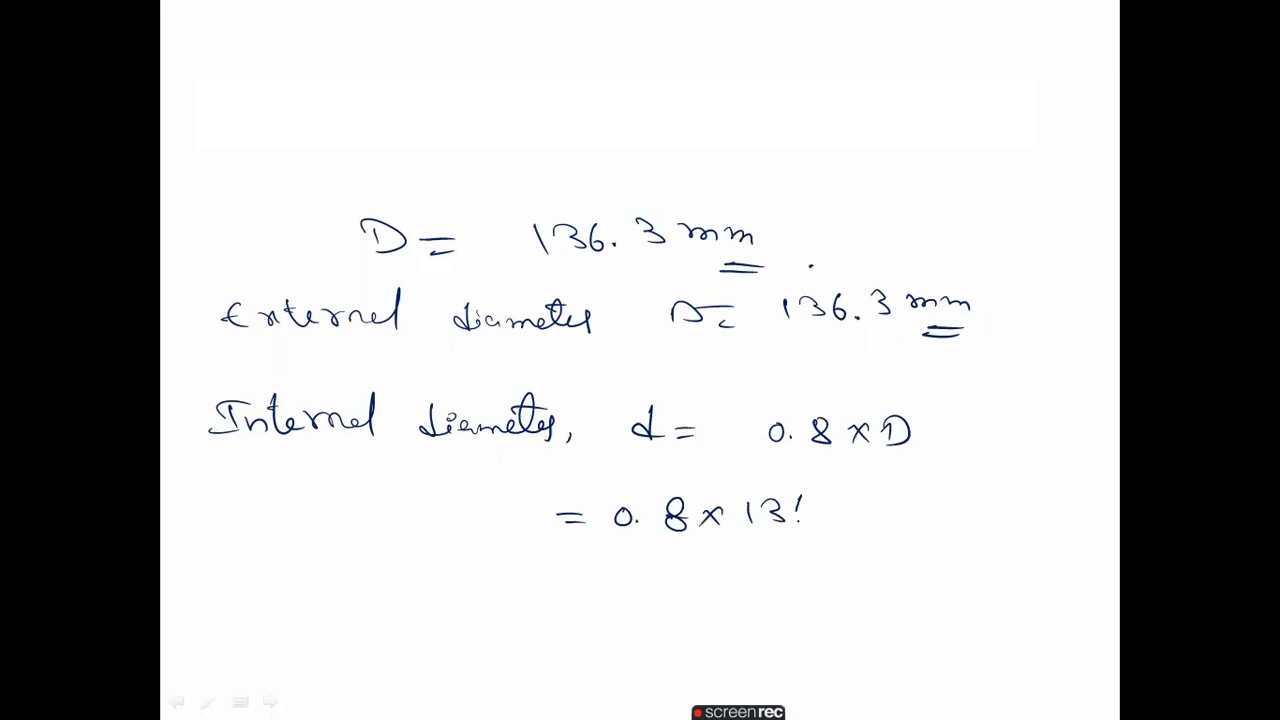 D = 136.3 mm
External diameter D = 136.3 mm
Internal diameter, d = 0.8 × D
= 0.8 × 13
screenrec